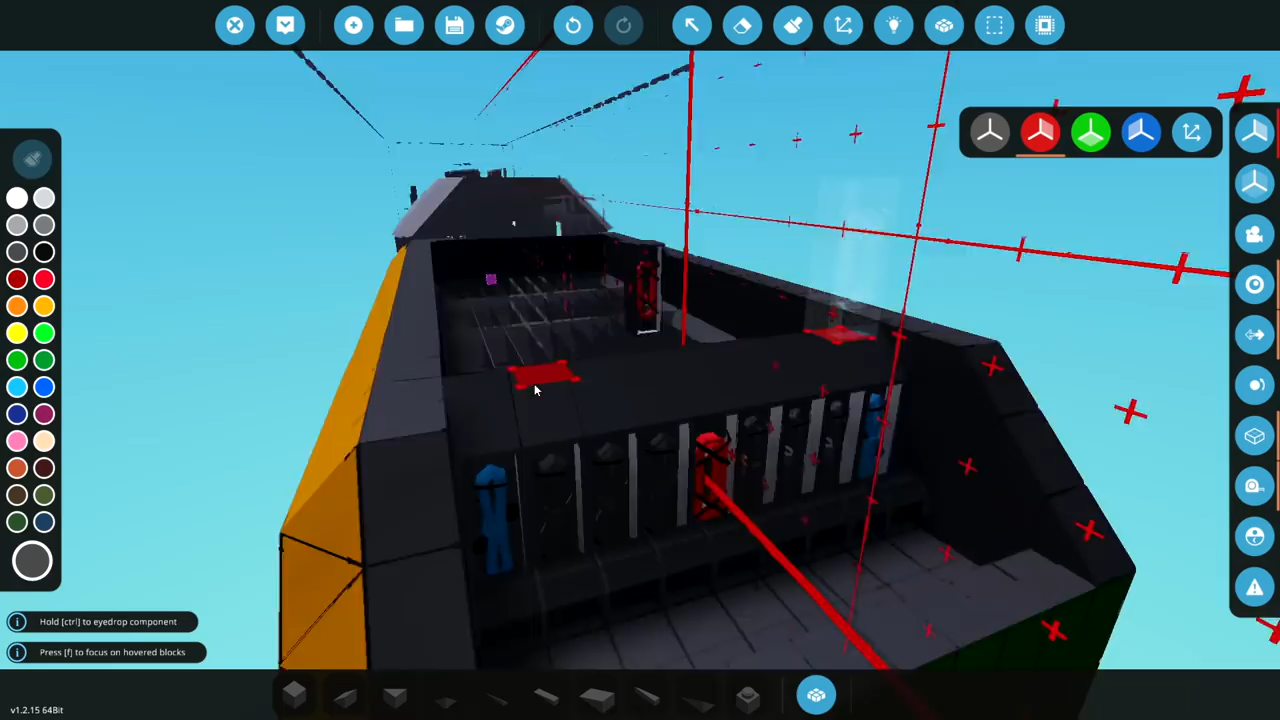 Hold [ctrl] to eyedrop component
Press [f] to focus on hovered blocks
v1.2.15 64Bit